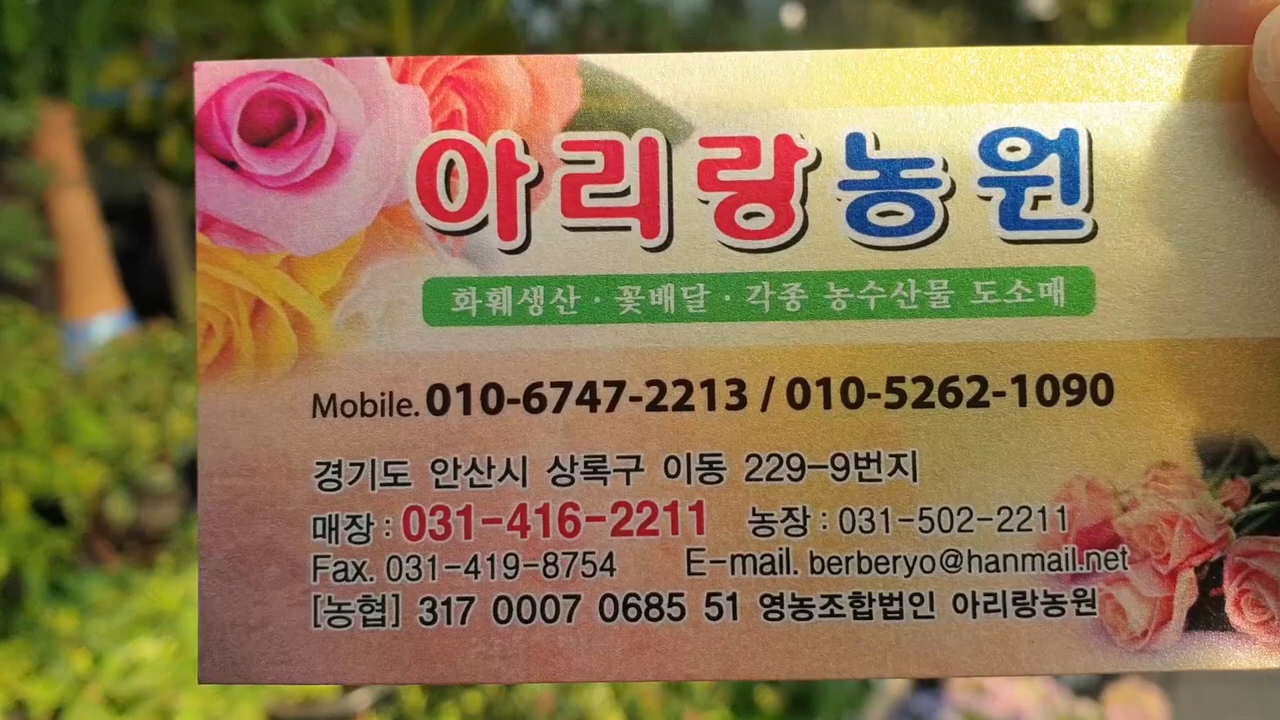 아리랑농원
화훼생산 · 꽃배달 · 각종 농수산물 도소매
Mobile. 010-6747-2213 / 010-5262-1090
경기도 안산시 상록구 이동 229-9번지
매장 : 031-416-2211 농장 : 031-502-2211
Fax. 031-419-8754 E-mail. berberyo@hanmail.net
[농협] 317 0007 0685 51 영농조합법인 아리랑농원